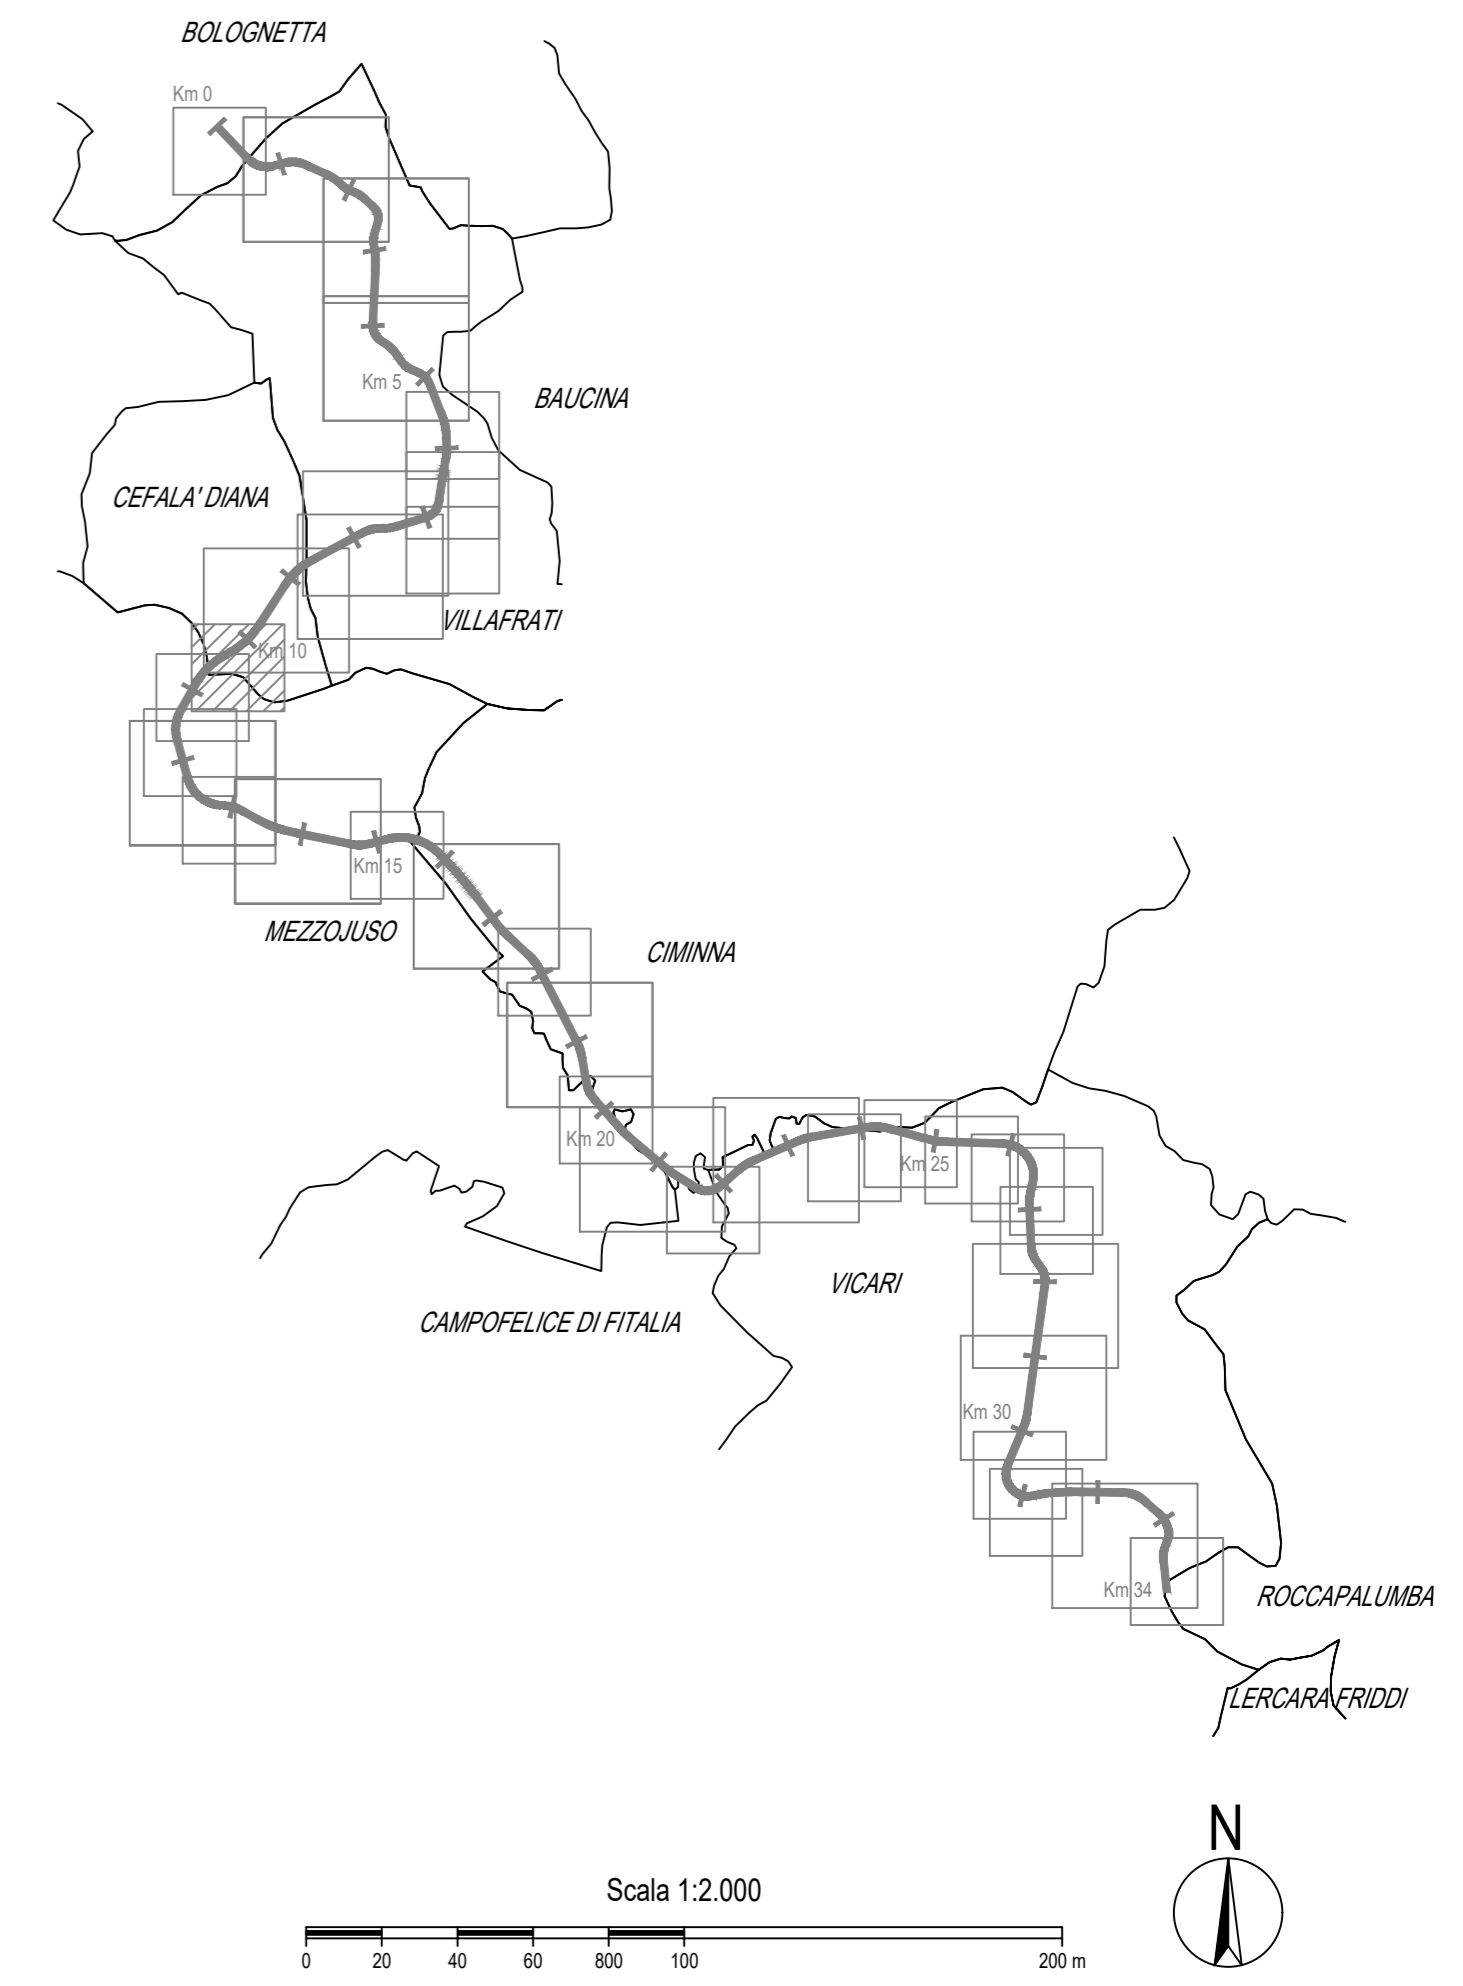 BOLOGNETTA
Km 0
Km 5
BAUCINA
CEFALA' DIANA
VILLAFRATI
Km 10
Km 15
MEZZOJUSO
CIMINNA
Km 20
Km 25
VICARI
CAMPOFELICE DI FITALIA
Km 30
Km 34
ROCCAPALUMBA
LERCARA FRIDDI
N
Scala 1:2.000
0 20 40 60 800 100 200 m